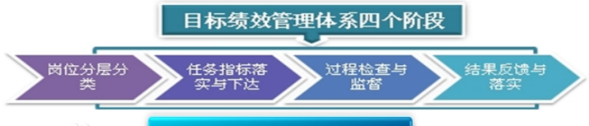 目标绩效管理体系四个阶段
岗位分层分
类
任务指标落
实与下达
过程检查与
监督
结果反馈与
落实